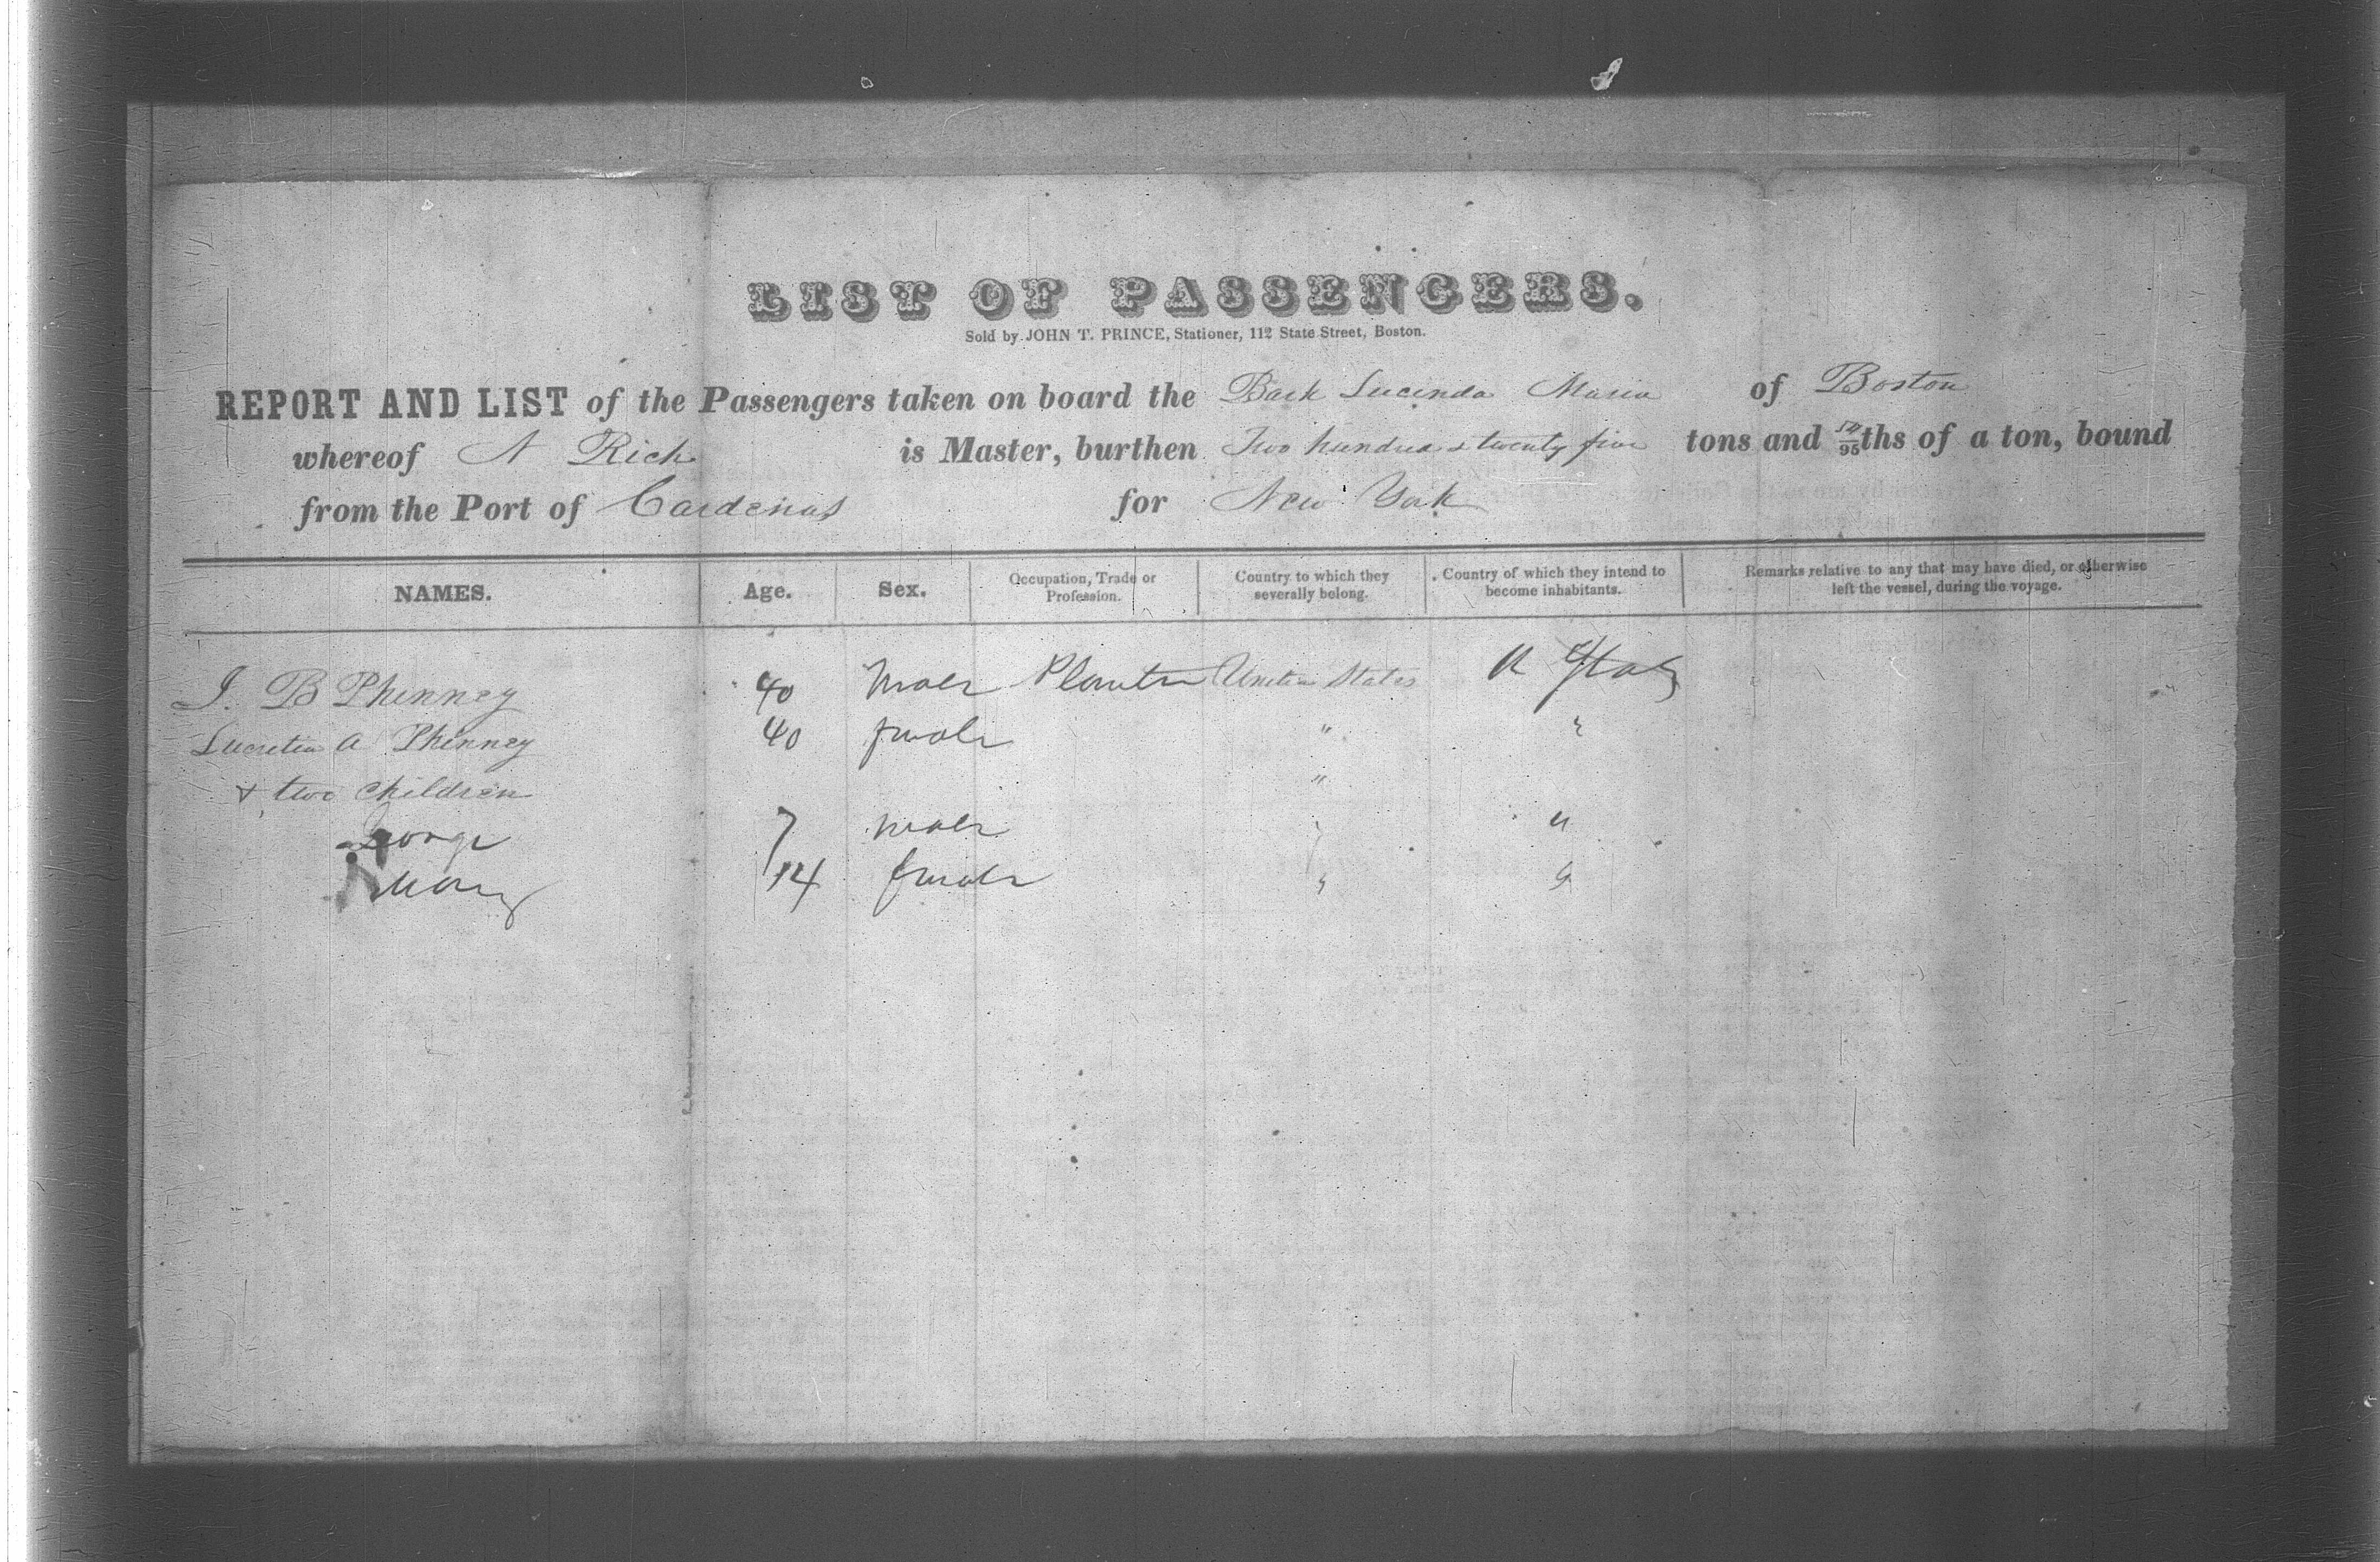 LIST OF PASSENGERS.
Sold by JOHN T. PRINCE, Stationer, 112 State Street, Boston.
REPORT AND LIST of the Passengers taken on board the Bark Lucinda Maria of Boston
whereof A Rich is Master, burthen Two hundred & twenty five tons and 54/95ths of a ton, bound
from the Port of Cardenas for New York
NAMES. Age. Sex. Occupation, Trade or Profession. Country to which they severally belong. Country of which they intend to become inhabitants. Remarks relative to any that may have died, or otherwise left the vessel, during the voyage.
J. B Phinney 40 Male Planter United States U States
Lucretia A Phinney 40 female " "
& two children "
George 7 male " "
Mary 14 female " "